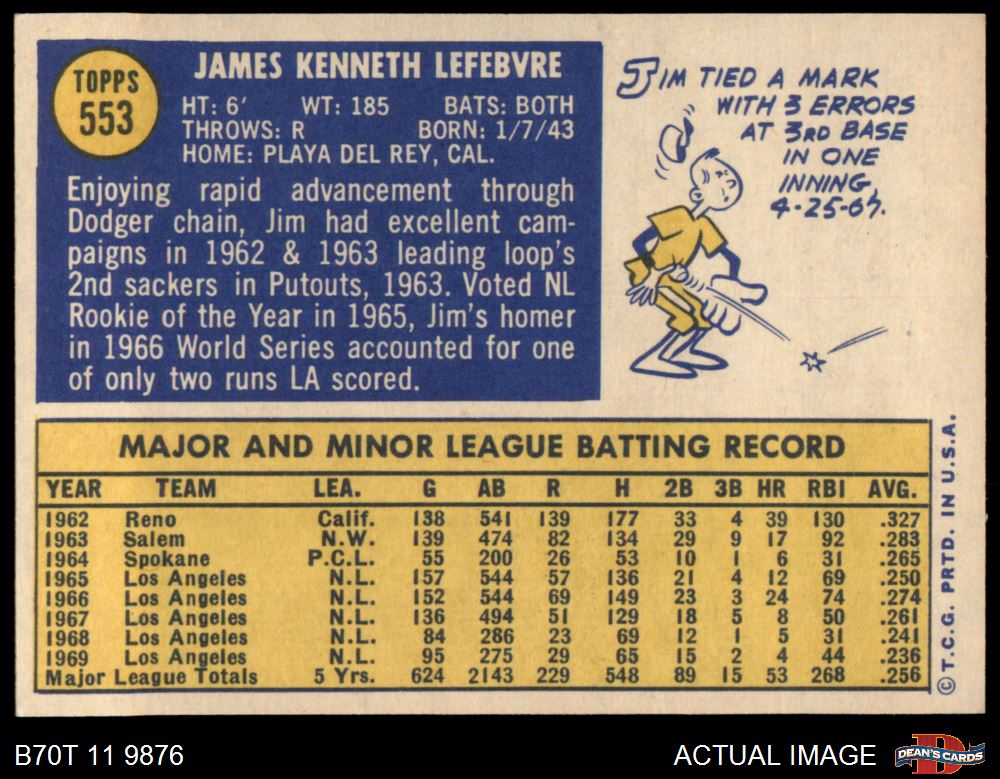 TOPPS
553
JAMES KENNETH LEFEBVRE
HT: 6' WT: 185 BATS: BOTH
THROWS: R BORN: 1/7/43
HOME: PLAYA DEL REY, CAL.
Enjoying rapid advancement through
Dodger chain, Jim had excellent cam-
paigns in 1962 & 1963 leading loop's
2nd sackers in Putouts, 1963. Voted NL
Rookie of the Year in 1965, Jim's homer
in 1966 World Series accounted for one
of only two runs LA scored.
JIM TIED A MARK
WITH 3 ERRORS
AT 3RD BASE
IN ONE
INNING,
4-25-67.
MAJOR AND MINOR LEAGUE BATTING RECORD
YEAR TEAM LEA. G AB R H 2B 3B HR RBI AVG.
1962 Reno Calif. 138 541 139 177 33 4 39 130 .327
1963 Salem N.W. 139 474 82 134 29 9 17 92 .283
1964 Spokane P.C.L. 55 200 26 53 10 1 6 31 .265
1965 Los Angeles N.L. 157 544 57 136 21 4 12 69 .250
1966 Los Angeles N.L. 152 544 69 149 23 3 24 74 .274
1967 Los Angeles N.L. 136 494 51 129 18 5 8 50 .261
1968 Los Angeles N.L. 84 286 23 69 12 1 5 31 .241
1969 Los Angeles N.L. 95 275 29 65 15 2 4 44 .236
Major League Totals 5 Yrs. 624 2143 229 548 89 15 53 268 .256
©T.C.G. PRTD. IN U.S.A.
B70T 11 9876
ACTUAL IMAGE
DEAN'S CARDS